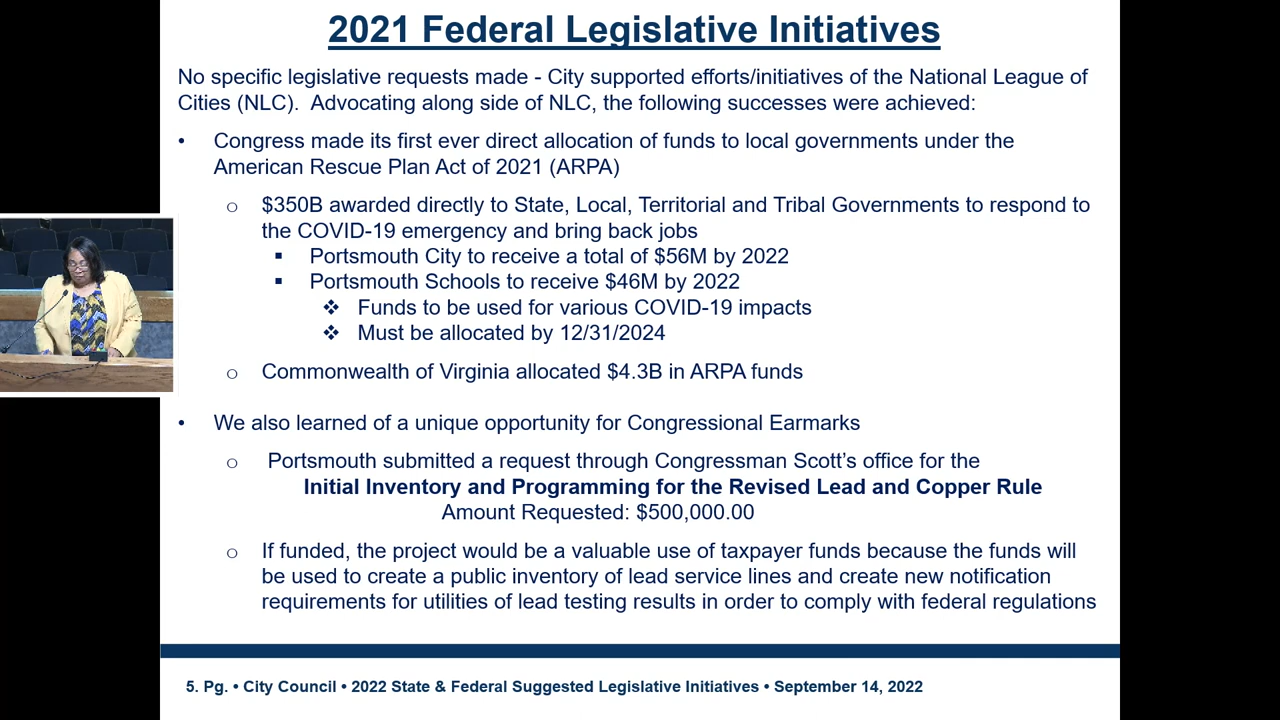 2021 Federal Legislative Initiatives
No specific legislative requests made - City supported efforts/initiatives of the National League of
Cities (NLC).  Advocating along side of NLC, the following successes were achieved:
• Congress made its first ever direct allocation of funds to local governments under the
American Rescue Plan Act of 2021 (ARPA)
o $350B awarded directly to State, Local, Territorial and Tribal Governments to respond to
the COVID-19 emergency and bring back jobs
▪ Portsmouth City to receive a total of $56M by 2022
▪ Portsmouth Schools to receive $46M by 2022
❖ Funds to be used for various COVID-19 impacts
❖ Must be allocated by 12/31/2024
o Commonwealth of Virginia allocated $4.3B in ARPA funds
• We also learned of a unique opportunity for Congressional Earmarks
o Portsmouth submitted a request through Congressman Scott's office for the
Initial Inventory and Programming for the Revised Lead and Copper Rule
Amount Requested: $500,000.00
o If funded, the project would be a valuable use of taxpayer funds because the funds will
be used to create a public inventory of lead service lines and create new notification
requirements for utilities of lead testing results in order to comply with federal regulations
5. Pg. • City Council • 2022 State & Federal Suggested Legislative Initiatives • September 14, 2022